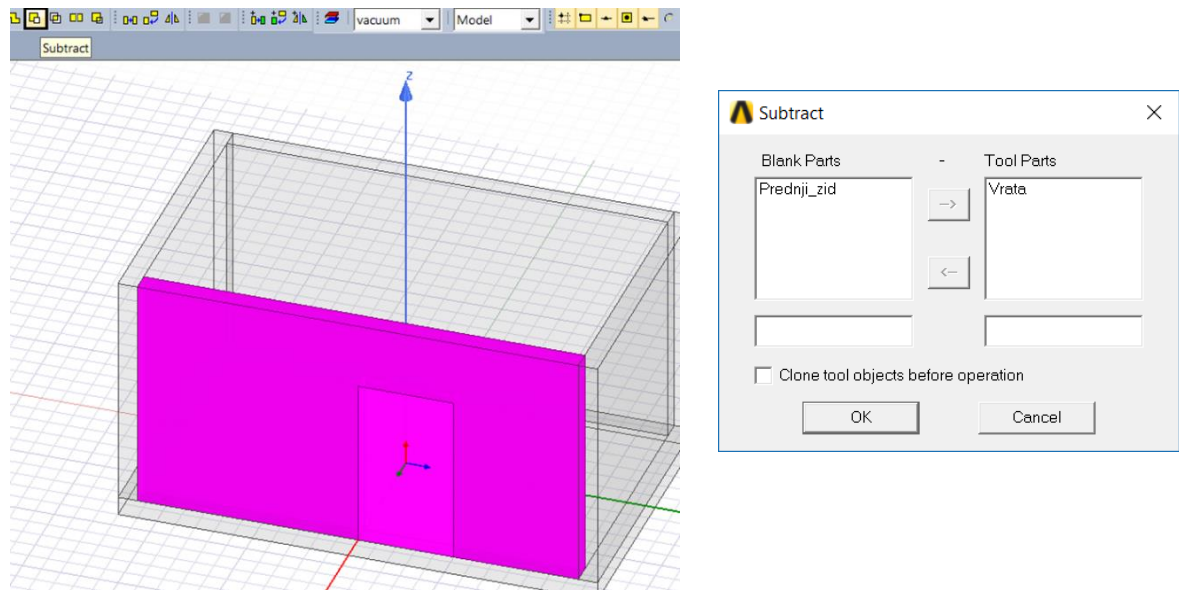 vacuum
Model
Subtract
z
Subtract
Blank Parts - Tool Parts
Prednji_zid
Vrata
-->
<--
Clone tool objects before operation
OK
Cancel